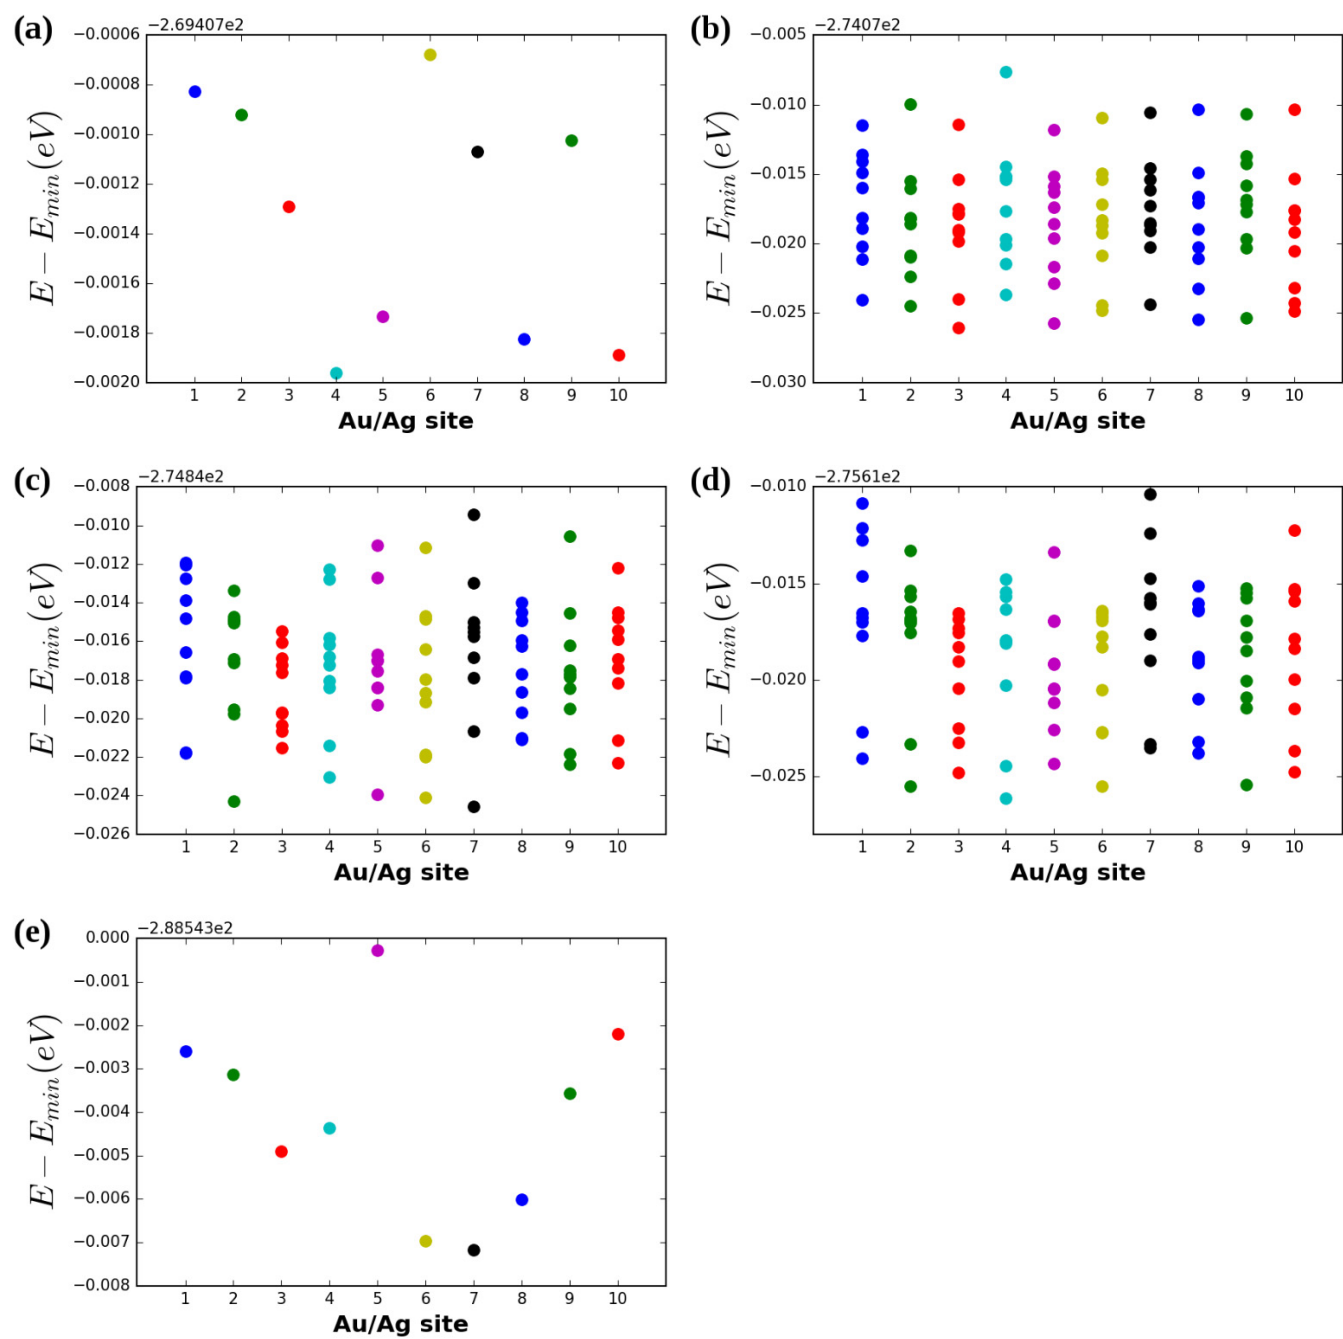 (a)
−2.69407e2
−0.0006
−0.0008
−0.0010
−0.0012
−0.0014
−0.0016
−0.0018
−0.0020
E − E_min(eV)
1 2 3 4 5 6 7 8 9 10
Au/Ag site
(b)
−2.7407e2
−0.005
−0.010
−0.015
−0.020
−0.025
−0.030
E − E_min(eV)
1 2 3 4 5 6 7 8 9 10
Au/Ag site
(c)
−2.7484e2
−0.008
−0.010
−0.012
−0.014
−0.016
−0.018
−0.020
−0.022
−0.024
−0.026
E − E_min(eV)
1 2 3 4 5 6 7 8 9 10
Au/Ag site
(d)
−2.7561e2
−0.010
−0.015
−0.020
−0.025
E − E_min(eV)
1 2 3 4 5 6 7 8 9 10
Au/Ag site
(e)
−2.88543e2
0.000
−0.001
−0.002
−0.003
−0.004
−0.005
−0.006
−0.007
−0.008
E − E_min(eV)
1 2 3 4 5 6 7 8 9 10
Au/Ag site